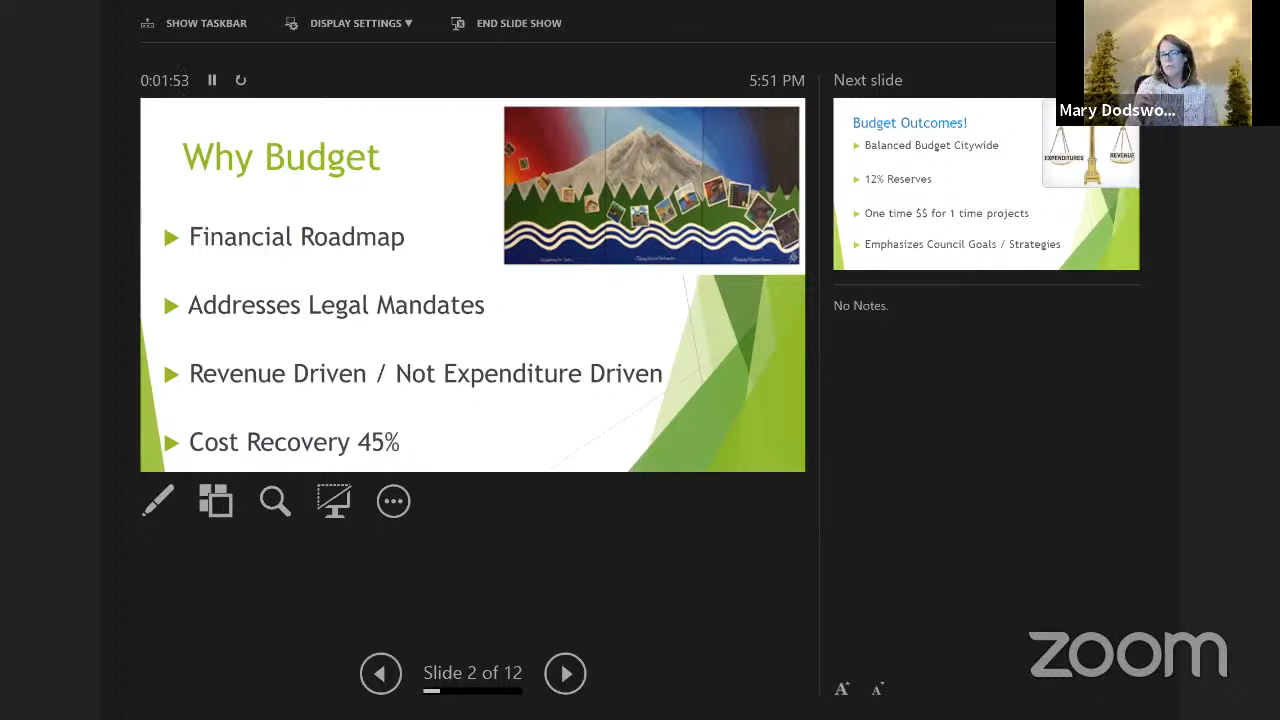 SHOW TASKBAR
DISPLAY SETTINGS ▼
END SLIDE SHOW
0:01:53
5:51 PM
Why Budget
Financial Roadmap
Addresses Legal Mandates
Revenue Driven / Not Expenditure Driven
Cost Recovery 45%
Slide 2 of 12
Next slide
Budget Outcomes!
Balanced Budget Citywide
12% Reserves
One time $$ for 1 time projects
Emphasizes Council Goals / Strategies
EXPENDITURES
REVENUE
No Notes.
A A
Mary Dodswo...
zoom